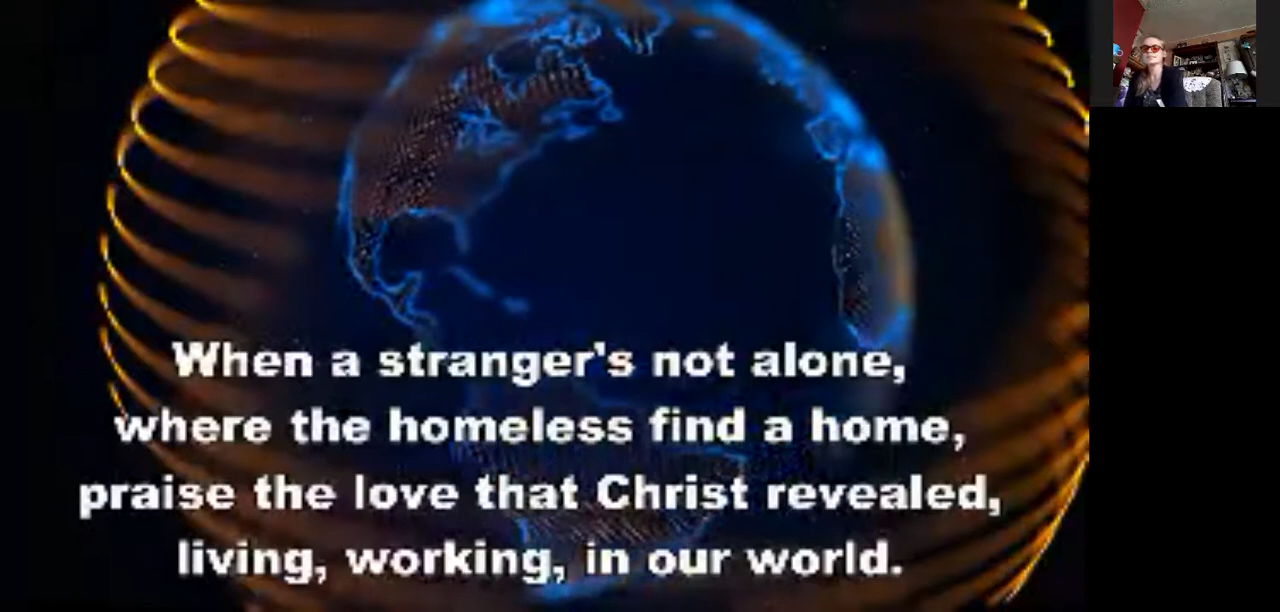 When a stranger's not alone,
where the homeless find a home,
praise the love that Christ revealed,
living, working, in our world.